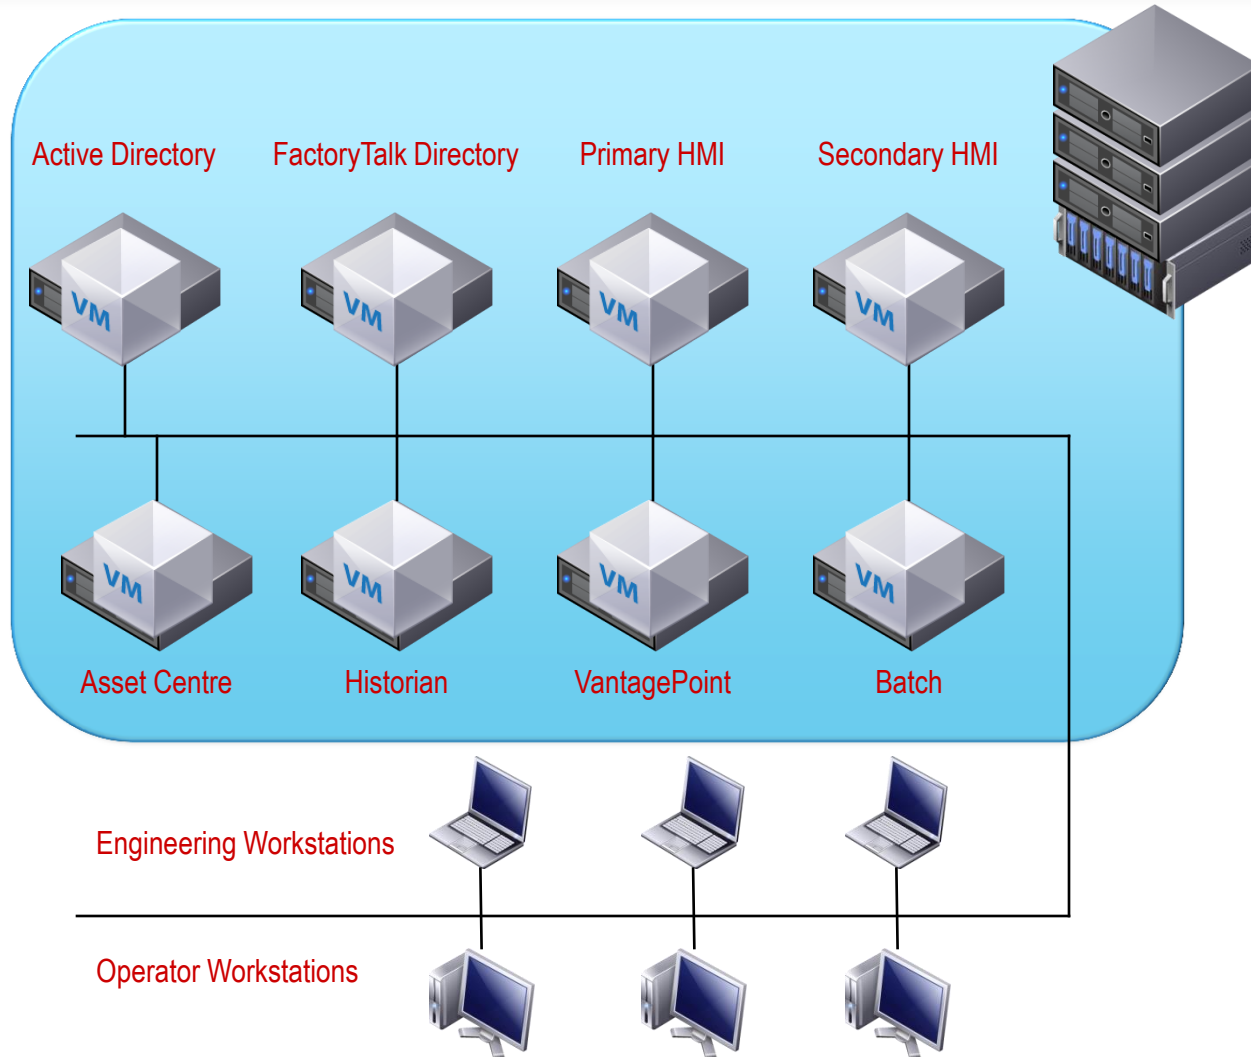 Active Directory
FactoryTalk Directory
Primary HMI
Secondary HMI
VM
VM
VM
VM
VM
VM
VM
VM
Asset Centre
Historian
VantagePoint
Batch
Engineering Workstations
Operator Workstations